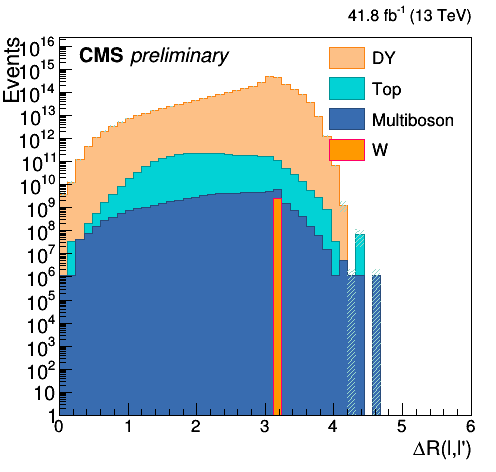 41.8 fb⁻¹ (13 TeV)
Events
CMS preliminary
DY
Top
Multiboson
W
10¹⁶
10¹⁵
10¹⁴
10¹³
10¹²
10¹¹
10¹⁰
10⁹
10⁸
10⁷
10⁶
10⁵
10⁴
10³
10²
10
1
0 1 2 3 4 5 6
ΔR(l,l')